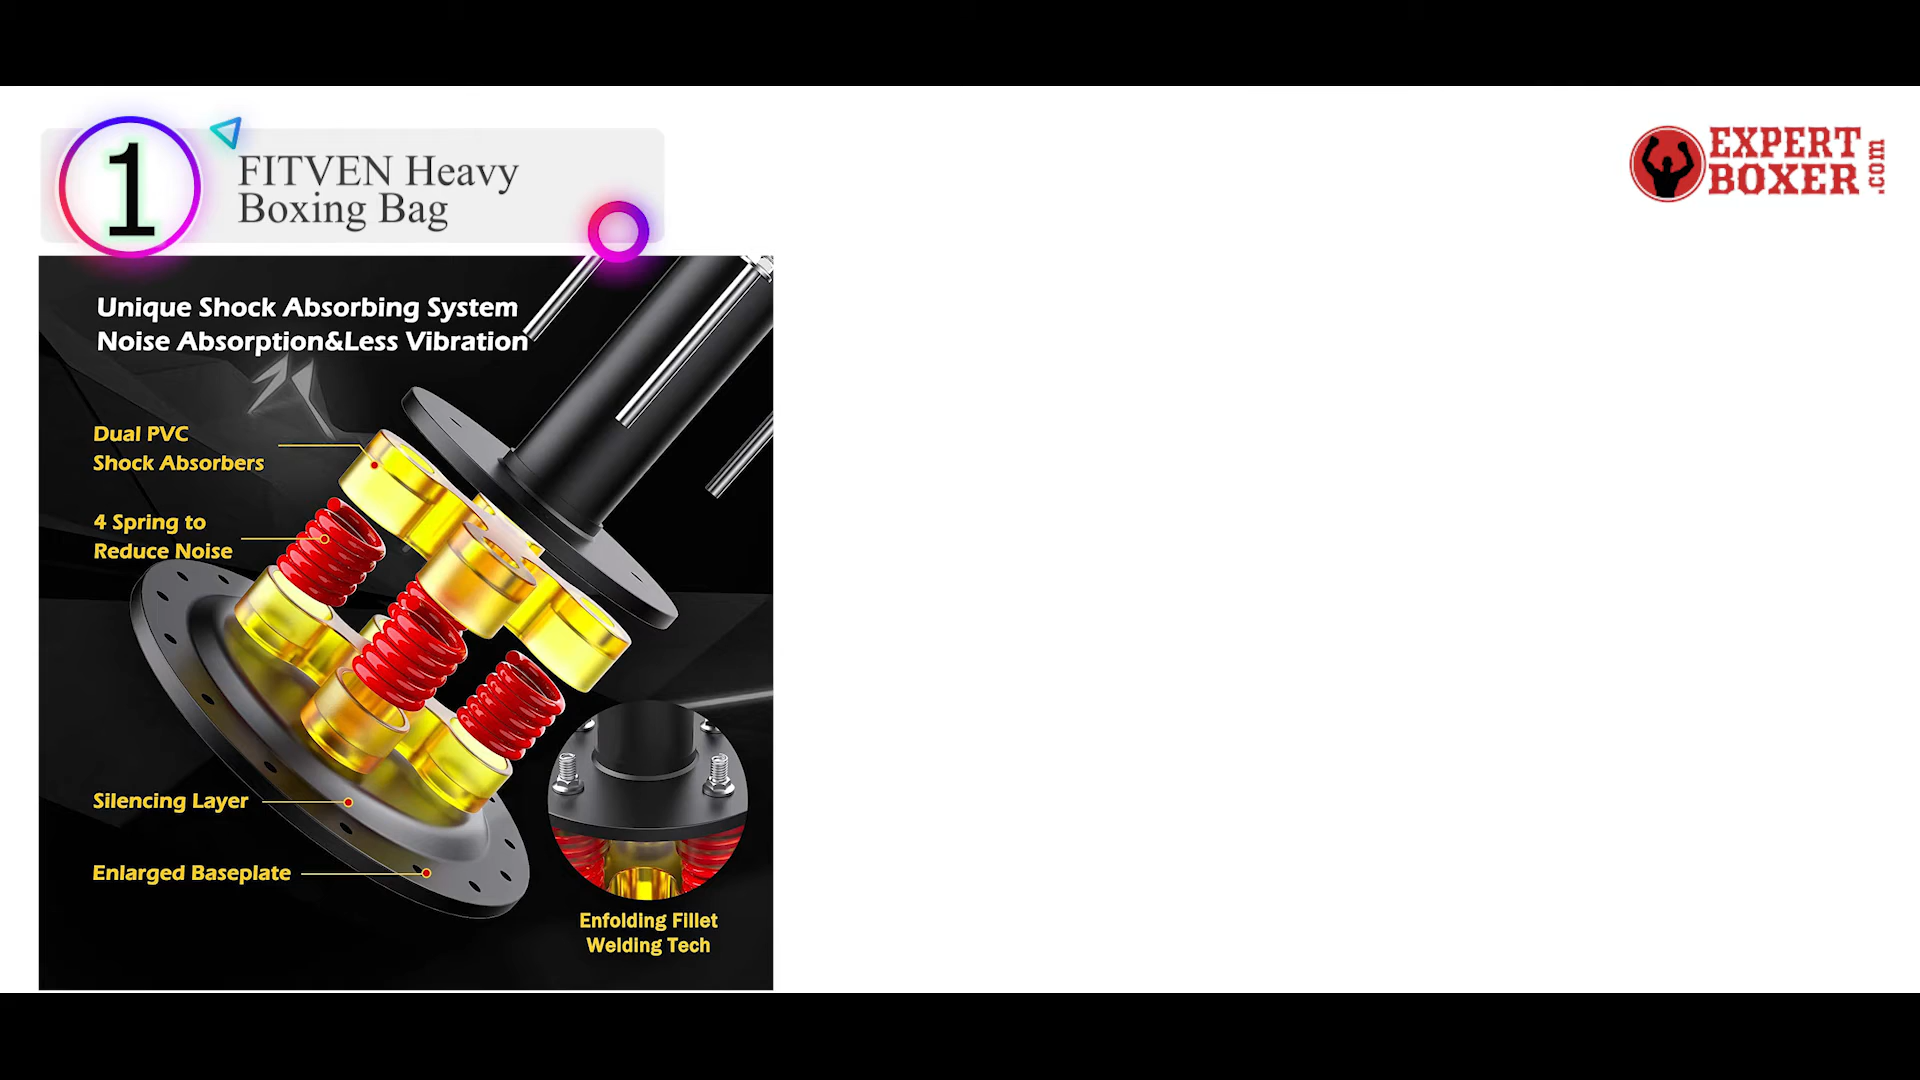 1
FITVEN Heavy
Boxing Bag
EXPERT
BOXER
.com
Unique Shock Absorbing System
Noise Absorption&Less Vibration
Dual PVC
Shock Absorbers
4 Spring to
Reduce Noise
Silencing Layer
Enlarged Baseplate
Enfolding Fillet
Welding Tech